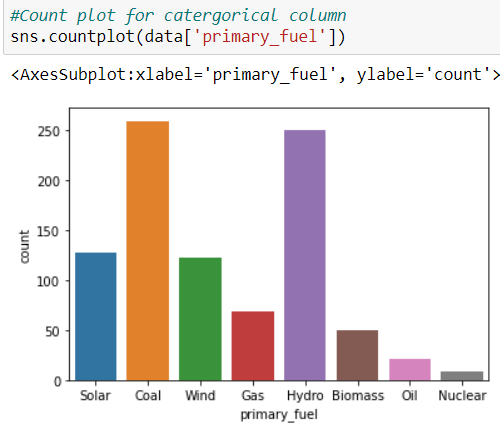 #Count plot for catergorical column
sns.countplot(data['primary_fuel'])
<AxesSubplot:xlabel='primary_fuel', ylabel='count'>
250
200
150
100
50
0
count
Solar Coal Wind Gas Hydro Biomass Oil Nuclear
primary_fuel